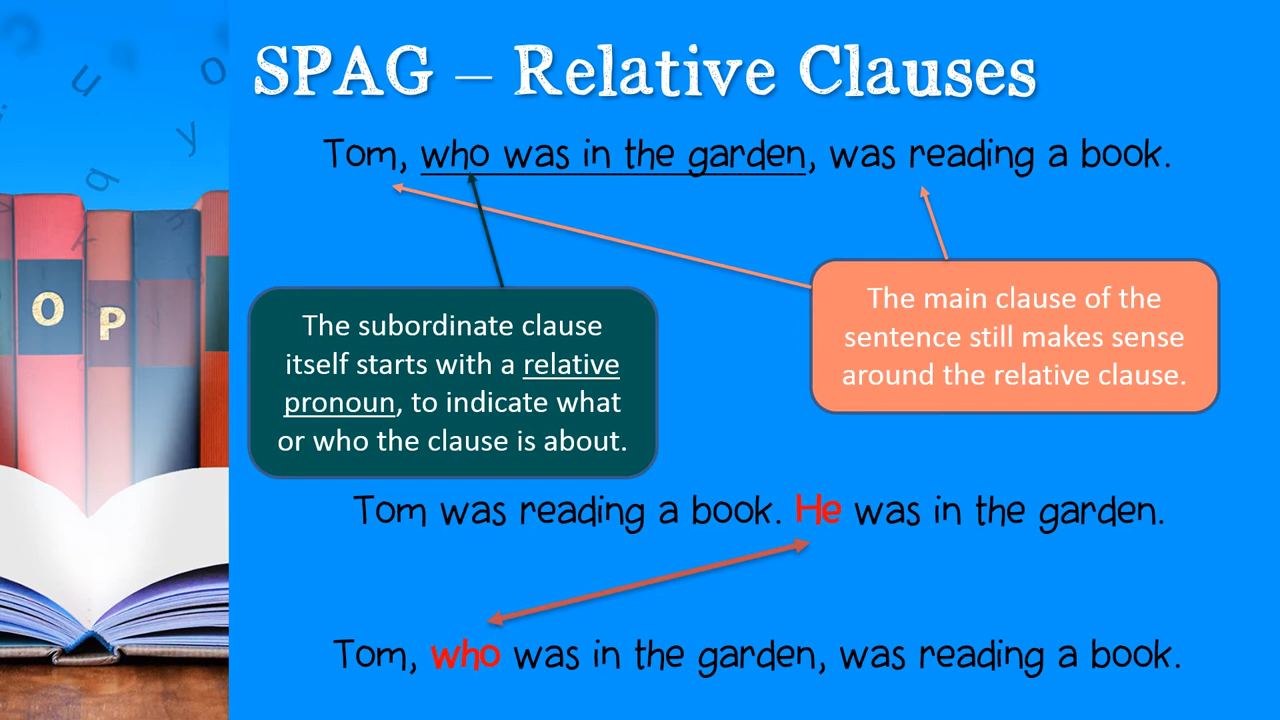 SPAG – Relative Clauses
Tom, who was in the garden, was reading a book.
The main clause of the
sentence still makes sense
around the relative clause.
The subordinate clause
itself starts with a relative
pronoun, to indicate what
or who the clause is about.
Tom was reading a book. He was in the garden.
Tom, who was in the garden, was reading a book.
O
P
u
o
y
q
k